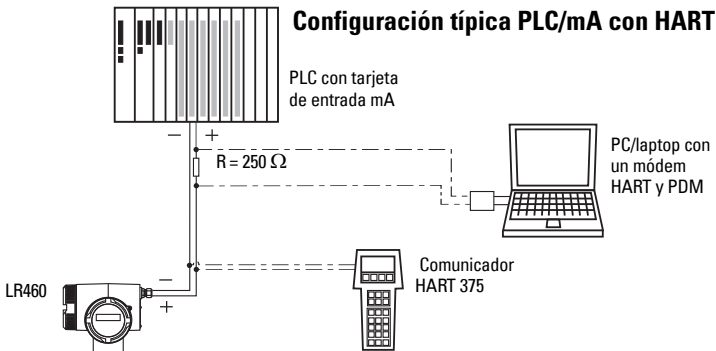 Configuración típica PLC/mA con HART
PLC con tarjeta
de entrada mA
– +
R = 250 Ω
PC/laptop con
un módem
HART y PDM
Comunicador
HART 375
LR460
–
+